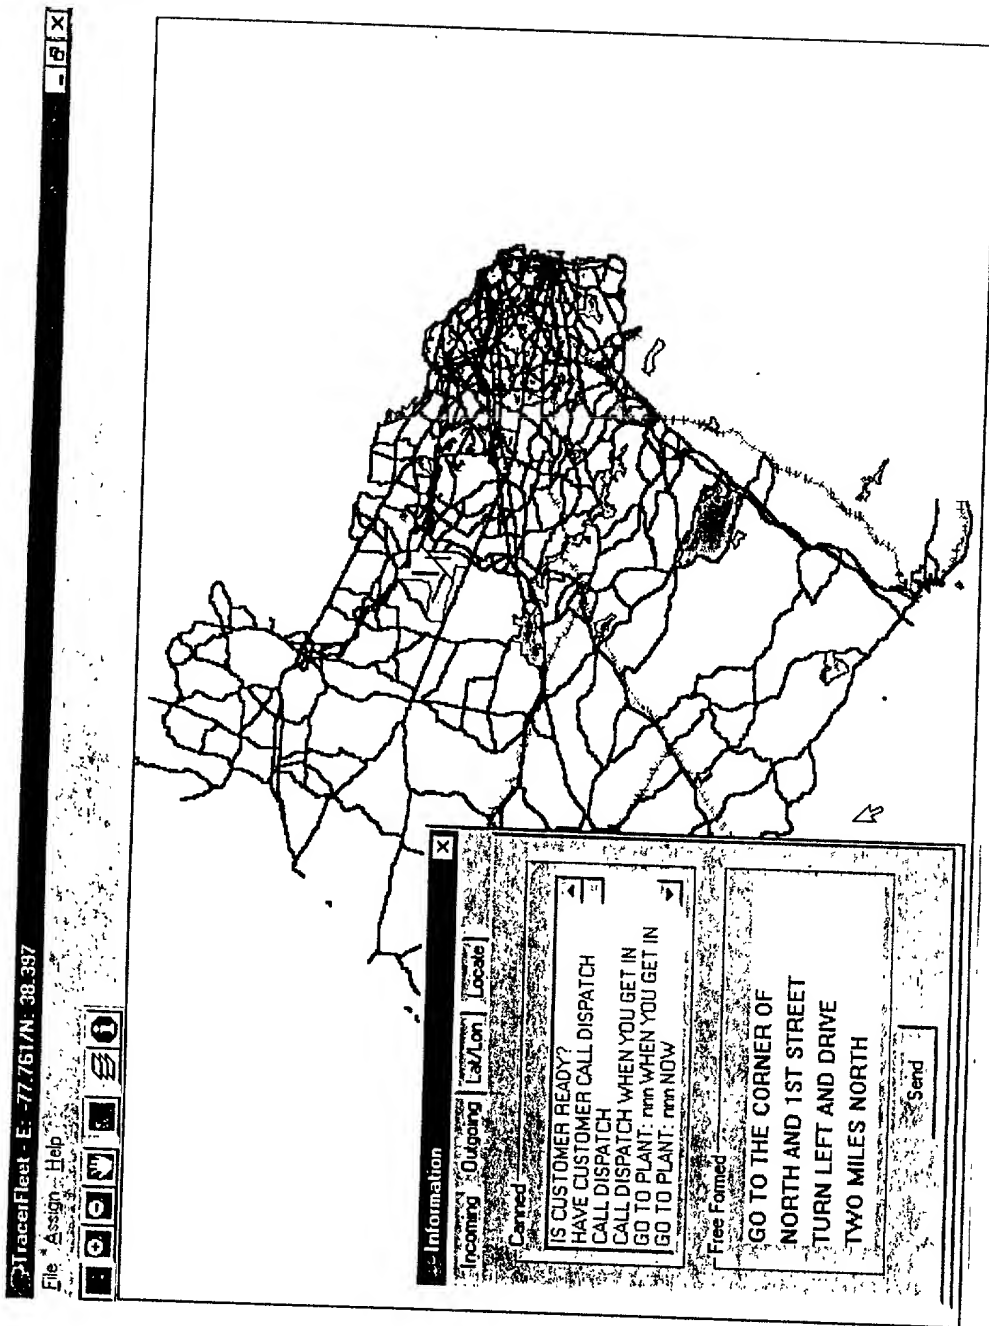 TracerFleet - E: -77.761/N: 38.397
File Assign Help
Information
Incoming Outgoing Lat/Lon Locate
Canned
IS CUSTOMER READY?
HAVE CUSTOMER CALL DISPATCH
CALL DISPATCH
CALL DISPATCH WHEN YOU GET IN
GO TO PLANT: nnn WHEN YOU GET IN
GO TO PLANT: nnn NOW
Free Formed
GO TO THE CORNER OF
NORTH AND 1ST STREET
TURN LEFT AND DRIVE
TWO MILES NORTH
Send